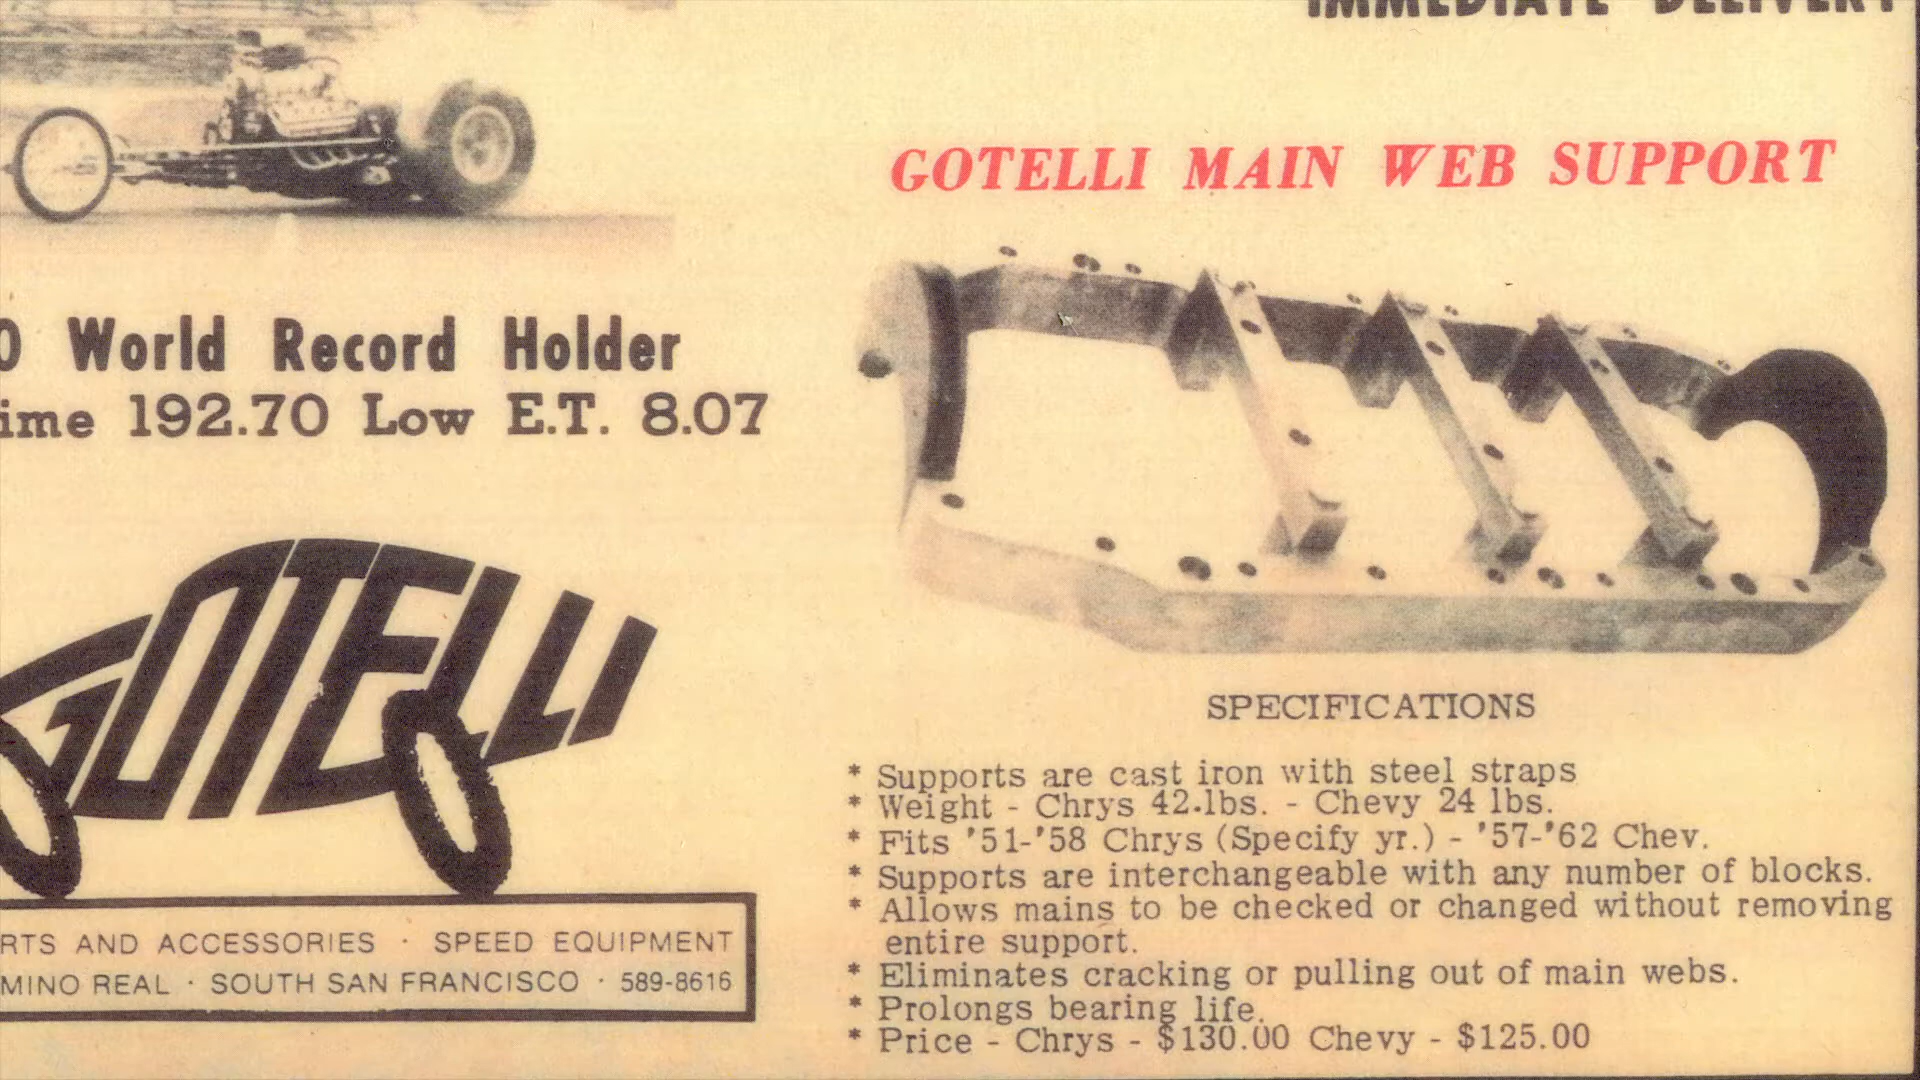 IMMEDIATE DELIVERY
GOTELLI MAIN WEB SUPPORT
0 World Record Holder
ime 192.70 Low E.T. 8.07
GOTELLI
RTS AND ACCESSORIES · SPEED EQUIPMENT
MINO REAL · SOUTH SAN FRANCISCO · 589-8616
SPECIFICATIONS
* Supports are cast iron with steel straps
* Weight - Chrys 42.lbs. - Chevy 24 lbs.
* Fits '51-'58 Chrys (Specify yr.) - '57-'62 Chev.
* Supports are interchangeable with any number of blocks.
* Allows mains to be checked or changed without removing
entire support.
* Eliminates cracking or pulling out of main webs.
* Prolongs bearing life.
* Price - Chrys - $130.00 Chevy - $125.00